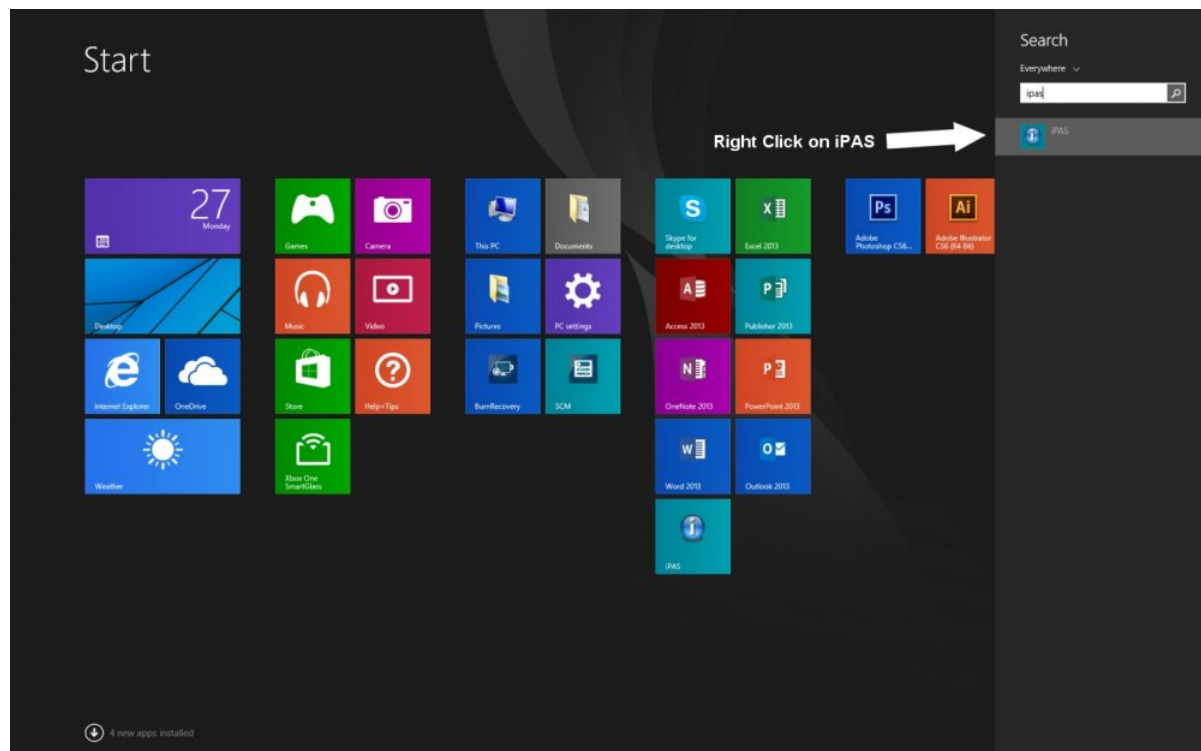 Start
Search
Everywhere
ipas
iPAS
Right Click on iPAS
27
Monday
Desktop
Internet Explorer
OneDrive
Weather
Games
Camera
Music
Video
Store
Help+Tips
Xbox One
SmartGlass
This PC
Documents
Pictures
PC settings
BurnRecovery
SCM
Skype for
desktop
Excel 2013
Access 2013
Publisher 2013
OneNote 2013
PowerPoint 2013
Word 2013
Outlook 2013
iPAS
Ps
Adobe
Photoshop CS6...
Ai
Adobe Illustrator
CS6 (64 Bit)
4 new apps installed